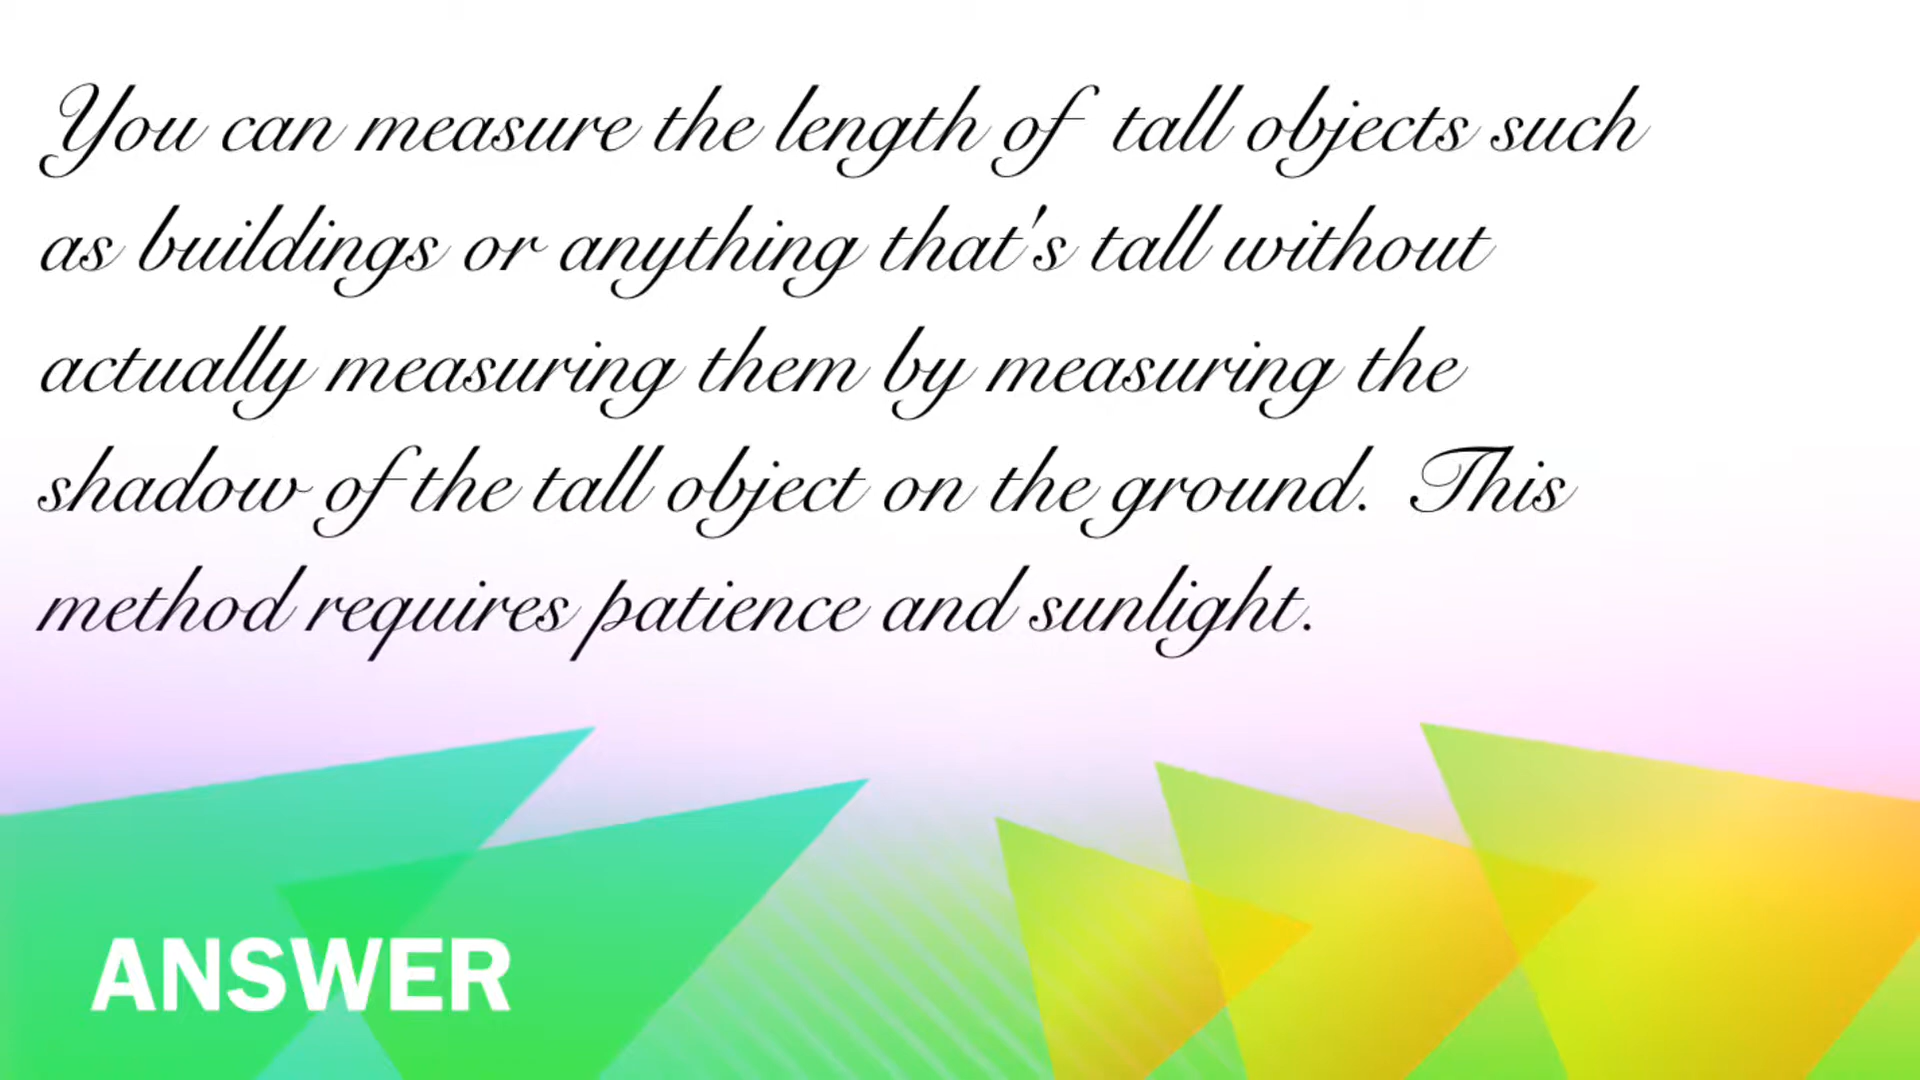 You can measure the length of tall objects such
as buildings or anything that's tall without
actually measuring them by measuring the
shadow of the tall object on the ground. This
method requires patience and sunlight.
ANSWER